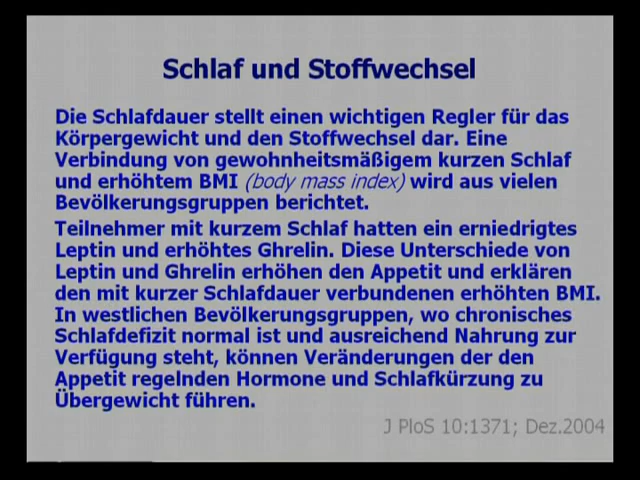 Schlaf und Stoffwechsel
Die Schlafdauer stellt einen wichtigen Regler für das
Körpergewicht und den Stoffwechsel dar. Eine
Verbindung von gewohnheitsmäßigem kurzen Schlaf
und erhöhtem BMI (body mass index) wird aus vielen
Bevölkerungsgruppen berichtet.
Teilnehmer mit kurzem Schlaf hatten ein erniedrigtes
Leptin und erhöhtes Ghrelin. Diese Unterschiede von
Leptin und Ghrelin erhöhen den Appetit und erklären
den mit kurzer Schlafdauer verbundenen erhöhten BMI.
In westlichen Bevölkerungsgruppen, wo chronisches
Schlafdefizit normal ist und ausreichend Nahrung zur
Verfügung steht, können Veränderungen der den
Appetit regelnden Hormone und Schlafkürzung zu
Übergewicht führen.
J PloS 10:1371; Dez.2004